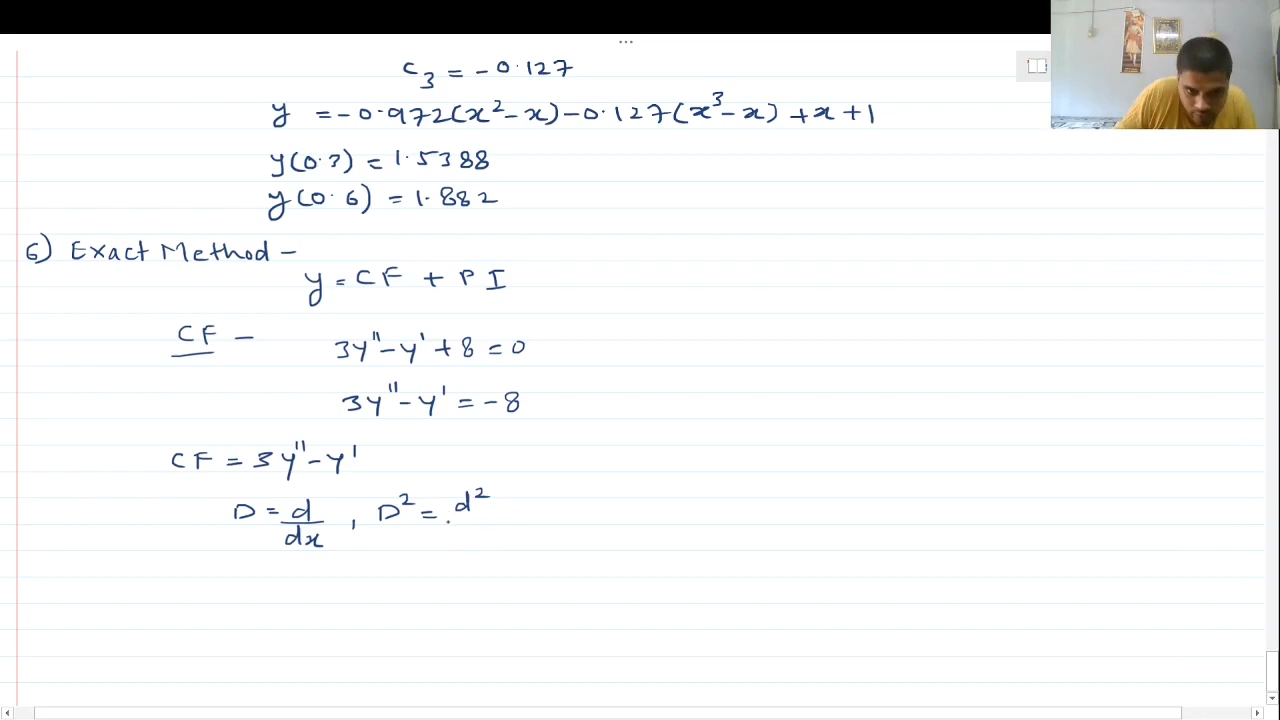 c₃ = - 0.127
y = - 0.972(x² - x) - 0.127(x³ - x) + x + 1
y(0.3) = 1.5388
y(0.6) = 1.882
6) Exact Method -
y = CF + PI
CF - 3y'' - y' + 8 = 0
3y'' - y' = - 8
CF = 3y'' - y'
D = d/dx , D² = d²